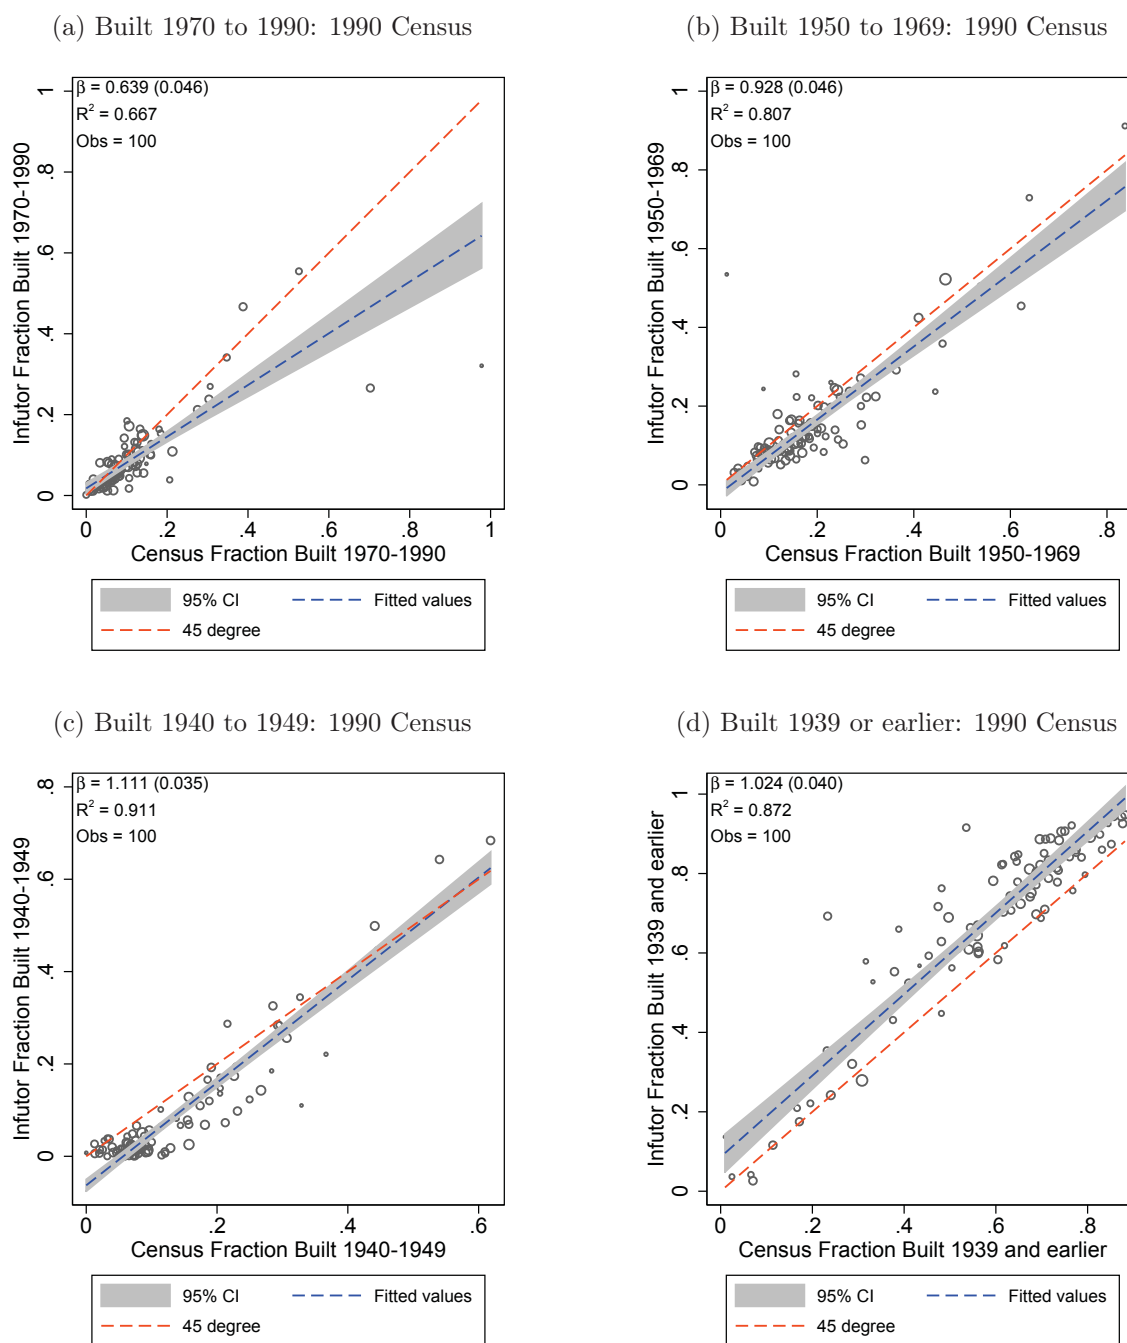 (a) Built 1970 to 1990: 1990 Census
β = 0.639 (0.046)
R² = 0.667
Obs = 100
Infutor Fraction Built 1970-1990
1
.8
.6
.4
.2
0
0 .2 .4 .6 .8 1
Census Fraction Built 1970-1990
95% CI Fitted values
45 degree
(b) Built 1950 to 1969: 1990 Census
β = 0.928 (0.046)
R² = 0.807
Obs = 100
Infutor Fraction Built 1950-1969
1
.8
.6
.4
.2
0
0 .2 .4 .6 .8
Census Fraction Built 1950-1969
95% CI Fitted values
45 degree
(c) Built 1940 to 1949: 1990 Census
β = 1.111 (0.035)
R² = 0.911
Obs = 100
Infutor Fraction Built 1940-1949
.8
.6
.4
.2
0
0 .2 .4 .6
Census Fraction Built 1940-1949
95% CI Fitted values
45 degree
(d) Built 1939 or earlier: 1990 Census
β = 1.024 (0.040)
R² = 0.872
Obs = 100
Infutor Fraction Built 1939 and earlier
1
.8
.6
.4
.2
0
0 .2 .4 .6 .8
Census Fraction Built 1939 and earlier
95% CI Fitted values
45 degree